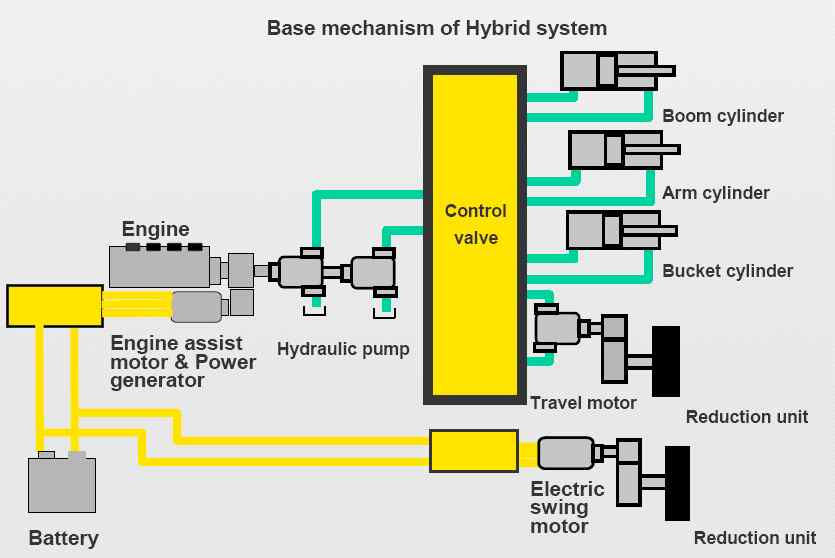 Base mechanism of Hybrid system
Boom cylinder
Arm cylinder
Control
valve
Engine
Bucket cylinder
Engine assist
motor & Power
generator
Hydraulic pump
Travel motor
Reduction unit
Electric
swing
motor
Battery
Reduction unit